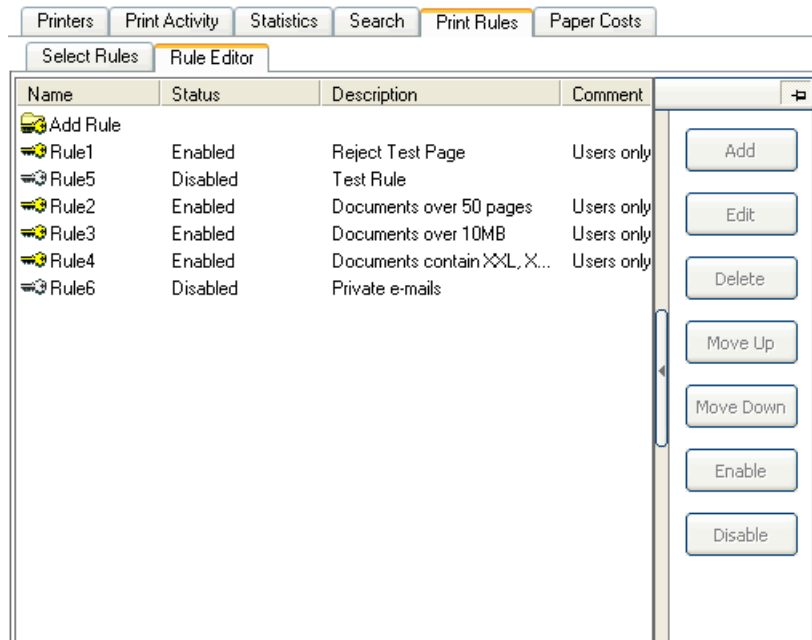 Printers Print Activity Statistics Search Print Rules Paper Costs
Select Rules Rule Editor
Name Status Description Comment
Add Rule
Rule1 Enabled Reject Test Page Users only
Rule5 Disabled Test Rule
Rule2 Enabled Documents over 50 pages Users only
Rule3 Enabled Documents over 10MB Users only
Rule4 Enabled Documents contain XXL, X... Users only
Rule6 Disabled Private e-mails
Add
Edit
Delete
Move Up
Move Down
Enable
Disable